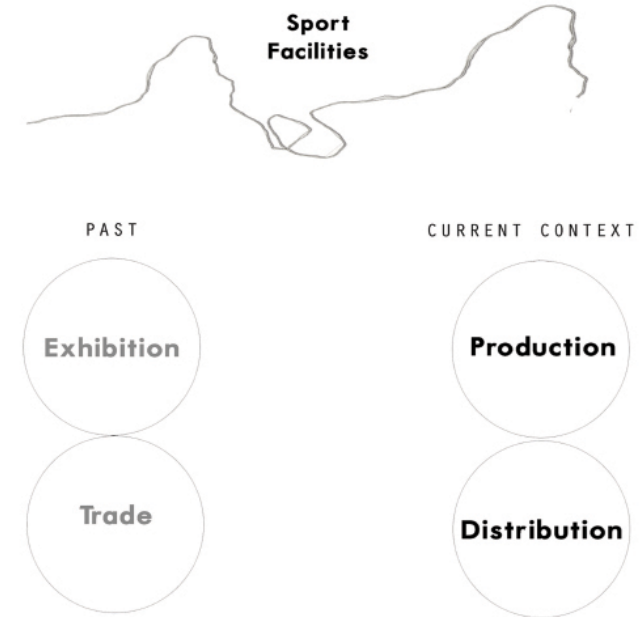 Sport
Facilities
PAST
CURRENT CONTEXT
Exhibition
Production
Trade
Distribution